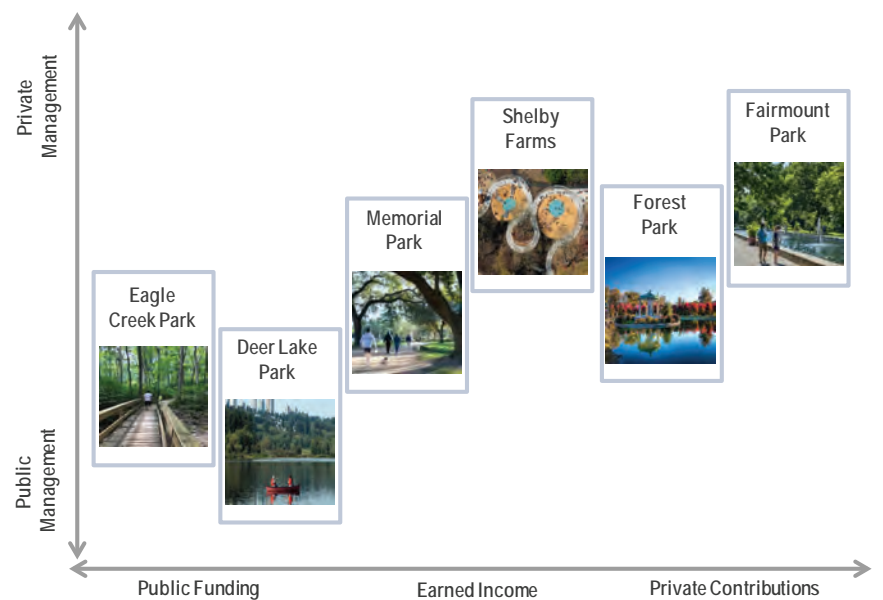 Private
Management
Public
Management
Eagle
Creek Park
Deer Lake
Park
Memorial
Park
Shelby
Farms
Forest
Park
Fairmount
Park
Public Funding
Earned Income
Private Contributions